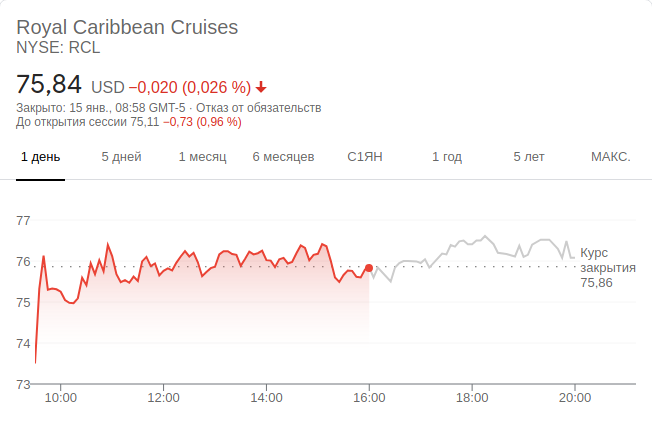 Royal Caribbean Cruises
NYSE: RCL
75,84 USD −0,020 (0,026 %)
Закрыто: 15 янв., 08:58 GMT-5 · Отказ от обязательств
До открытия сессии 75,11 −0,73 (0,96 %)
1 день 5 дней 1 месяц 6 месяцев С1ЯН 1 год 5 лет МАКС.
77
76
75
74
73
Курс
закрытия
75,86
10:00 12:00 14:00 16:00 18:00 20:00